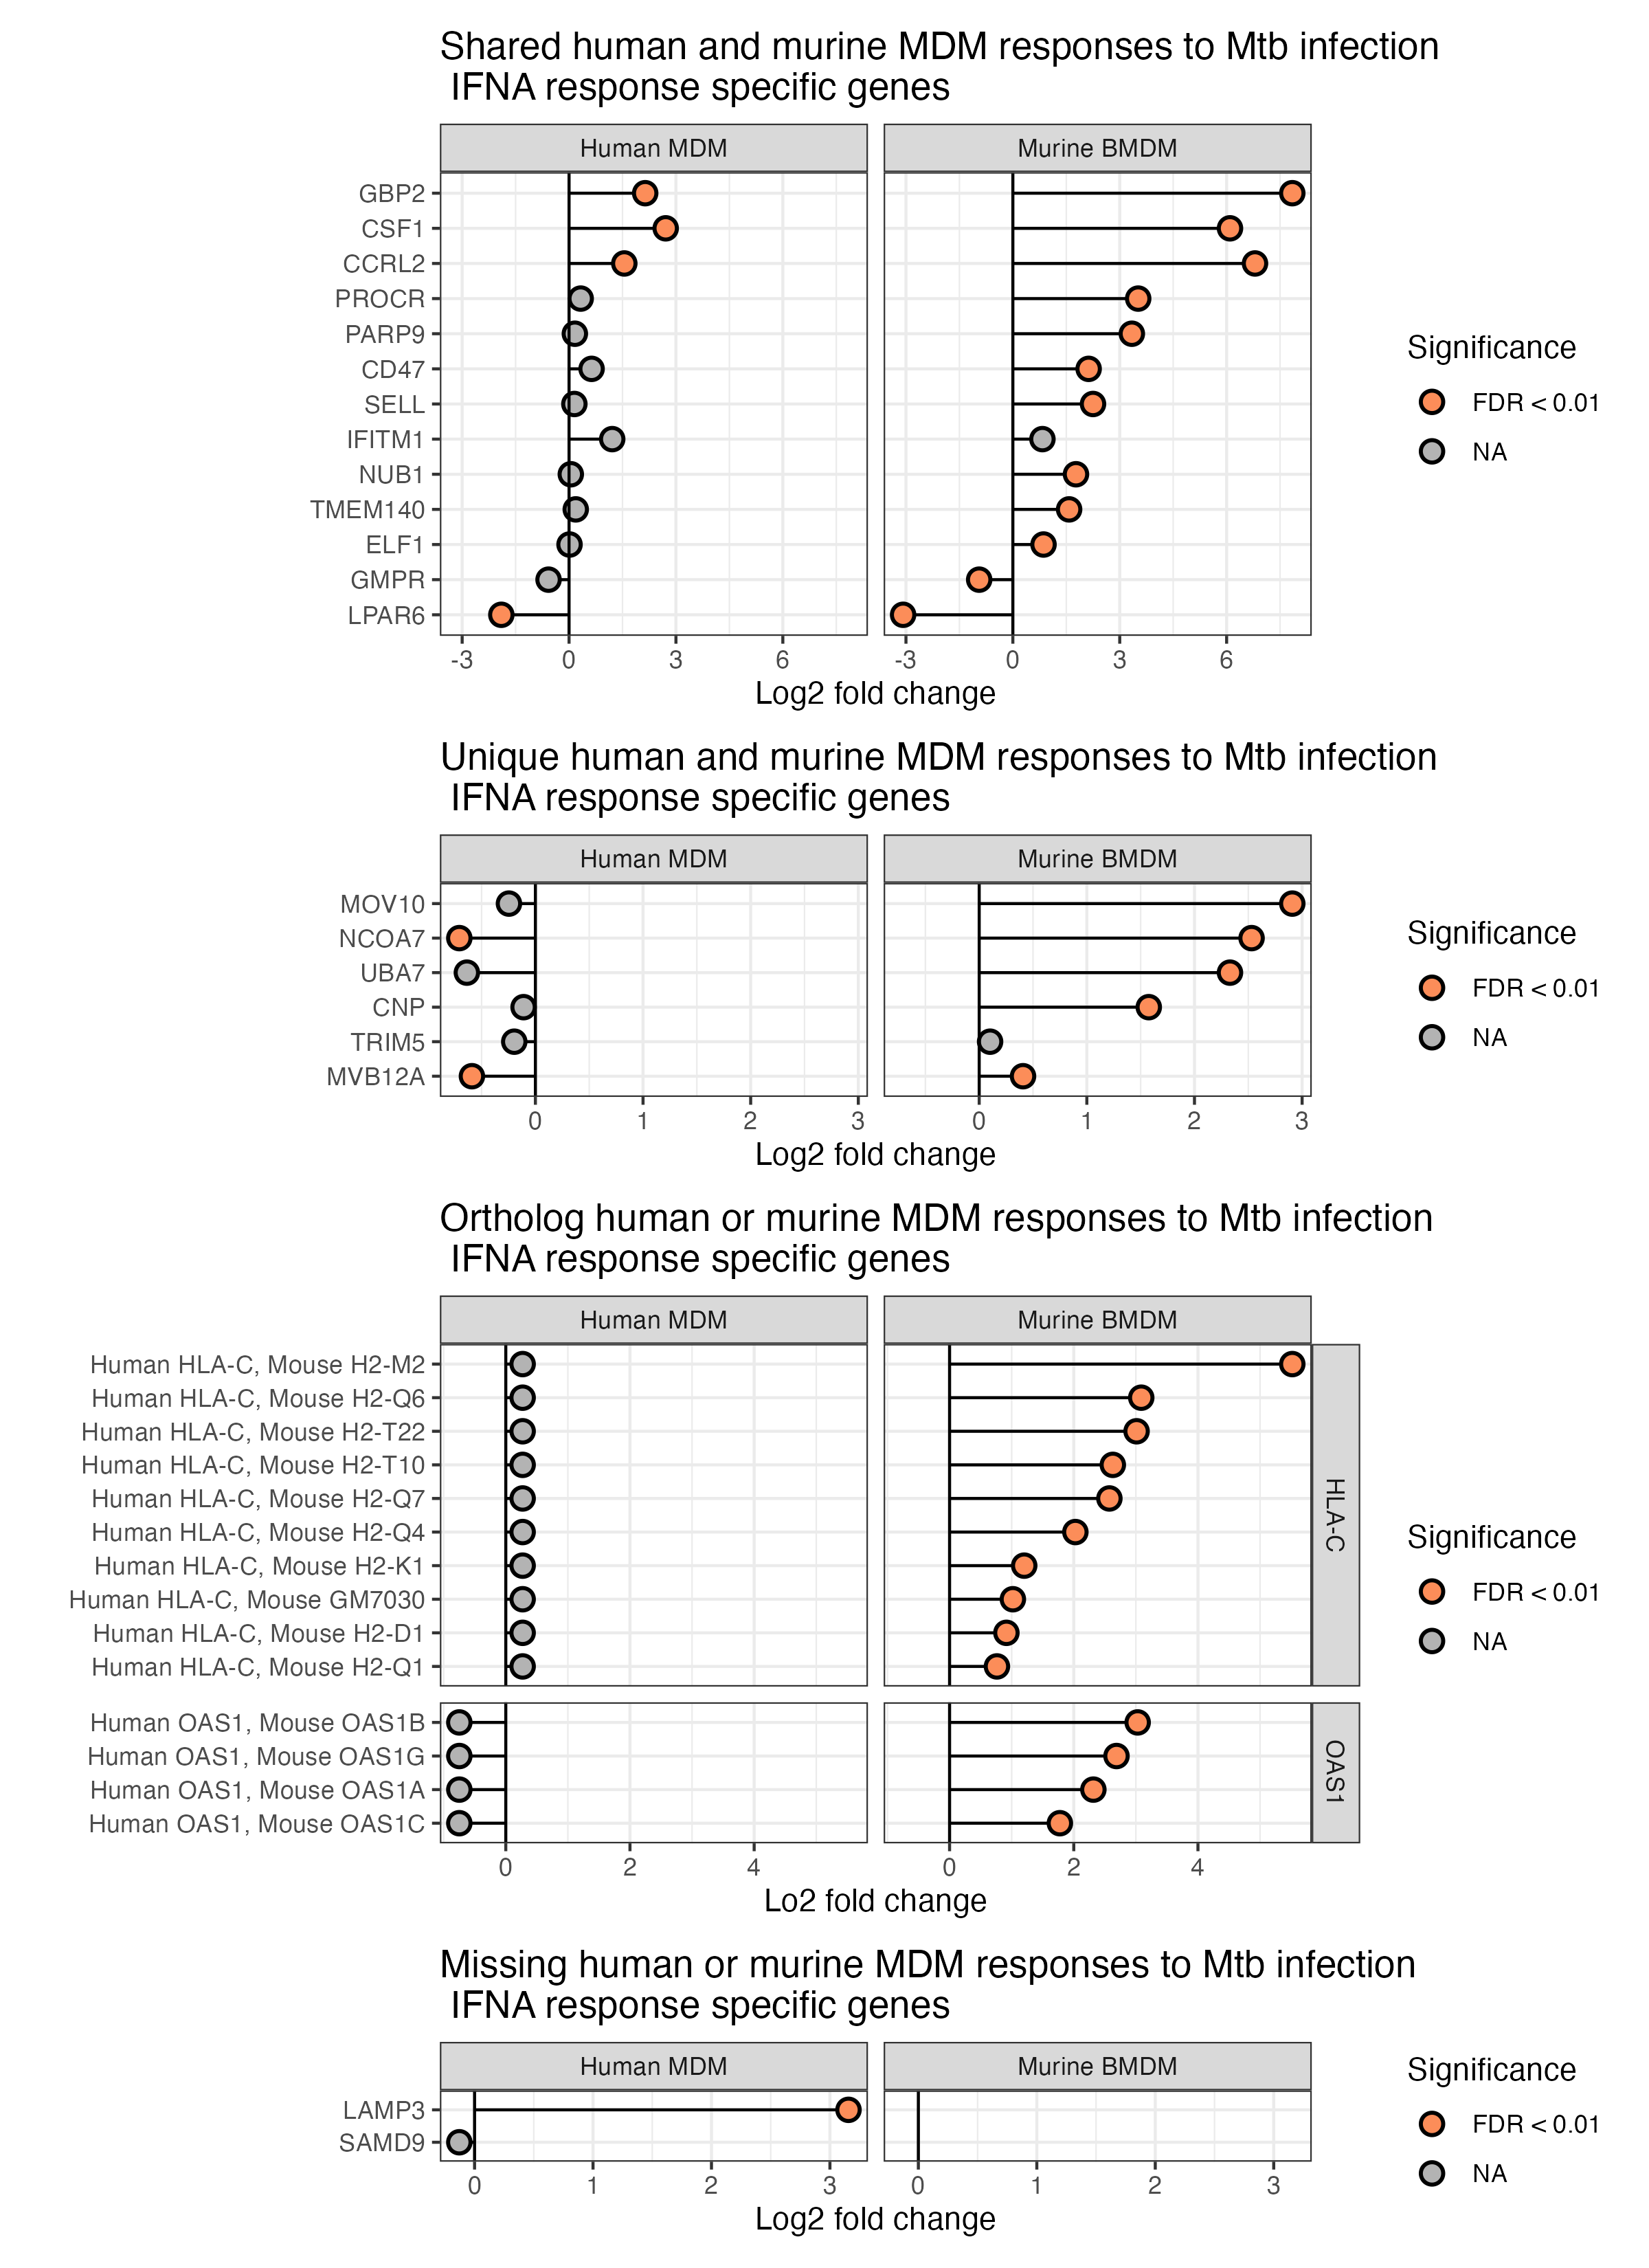 Shared human and murine MDM responses to Mtb infection
IFNA response specific genes
Human MDM
Murine BMDM
GBP2
CSF1
CCRL2
PROCR
PARP9
CD47
SELL
IFITM1
NUB1
TMEM140
ELF1
GMPR
LPAR6
-3 0 3 6
-3 0 3 6
Log2 fold change
Significance
FDR < 0.01
NA
Unique human and murine MDM responses to Mtb infection
IFNA response specific genes
Human MDM
Murine BMDM
MOV10
NCOA7
UBA7
CNP
TRIM5
MVB12A
0 1 2 3
0 1 2 3
Log2 fold change
Significance
FDR < 0.01
NA
Ortholog human or murine MDM responses to Mtb infection
IFNA response specific genes
Human MDM
Murine BMDM
Human HLA-C, Mouse H2-M2
Human HLA-C, Mouse H2-Q6
Human HLA-C, Mouse H2-T22
Human HLA-C, Mouse H2-T10
Human HLA-C, Mouse H2-Q7
Human HLA-C, Mouse H2-Q4
Human HLA-C, Mouse H2-K1
Human HLA-C, Mouse GM7030
Human HLA-C, Mouse H2-D1
Human HLA-C, Mouse H2-Q1
HLA-C
Human OAS1, Mouse OAS1B
Human OAS1, Mouse OAS1G
Human OAS1, Mouse OAS1A
Human OAS1, Mouse OAS1C
OAS1
0 2 4
0 2 4
Lo2 fold change
Significance
FDR < 0.01
NA
Missing human or murine MDM responses to Mtb infection
IFNA response specific genes
Human MDM
Murine BMDM
LAMP3
SAMD9
0 1 2 3
0 1 2 3
Log2 fold change
Significance
FDR < 0.01
NA